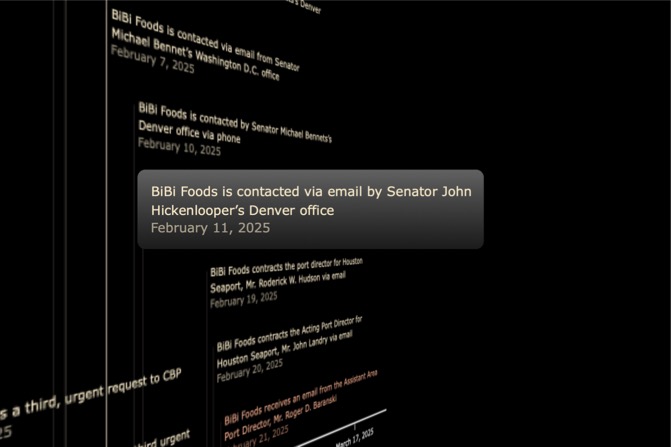 's Denver
BiBi Foods is contacted via email from Senator
Michael Bennet's Washington D.C. office
February 7, 2025
BiBi Foods is contacted by Senator Michael Bennets's
Denver office via phone
February 10, 2025
BiBi Foods is contacted via email by Senator John
Hickenlooper's Denver office
February 11, 2025
BiBi Foods contracts the port director for Houston
Seaport, Mr. Roderick W. Hudson via email
February 19, 2025
BiBi Foods contracts the Acting Port Director for
Houston Seaport, Mr. John Landry via email
February 20, 2025
s a third, urgent request to CBP
25
BiBi Foods receives an email from the Assistant Area
Port Director, Mr. Roger D. Baranski
February 21, 2025
third urgent
March 17, 2025